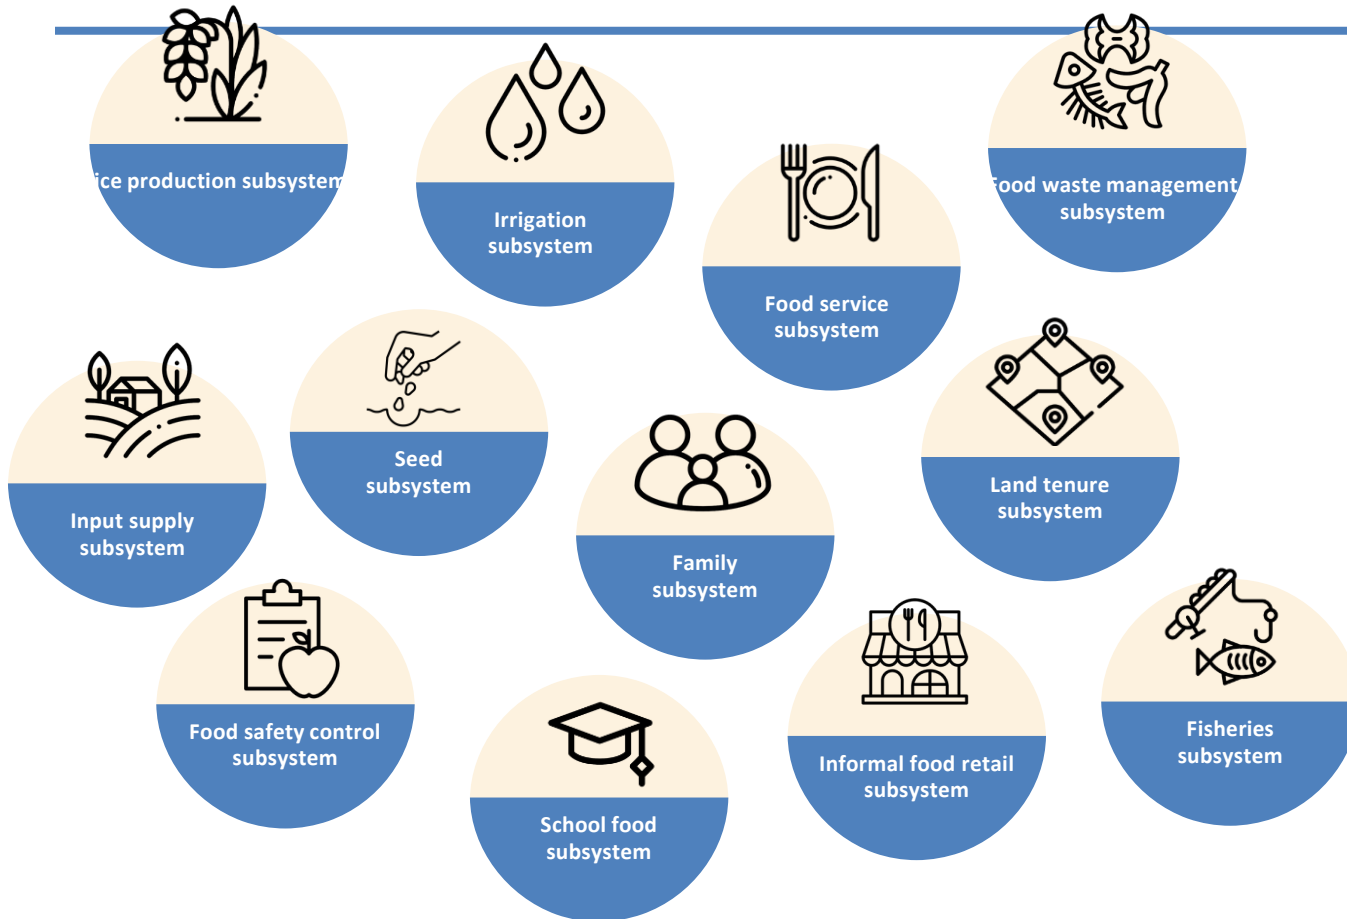 ice production subsystem
Irrigation
subsystem
Food waste management
subsystem
Food service
subsystem
Seed
subsystem
Land tenure
subsystem
Input supply
subsystem
Family
subsystem
Food safety control
subsystem
Fisheries
subsystem
Informal food retail
subsystem
School food
subsystem